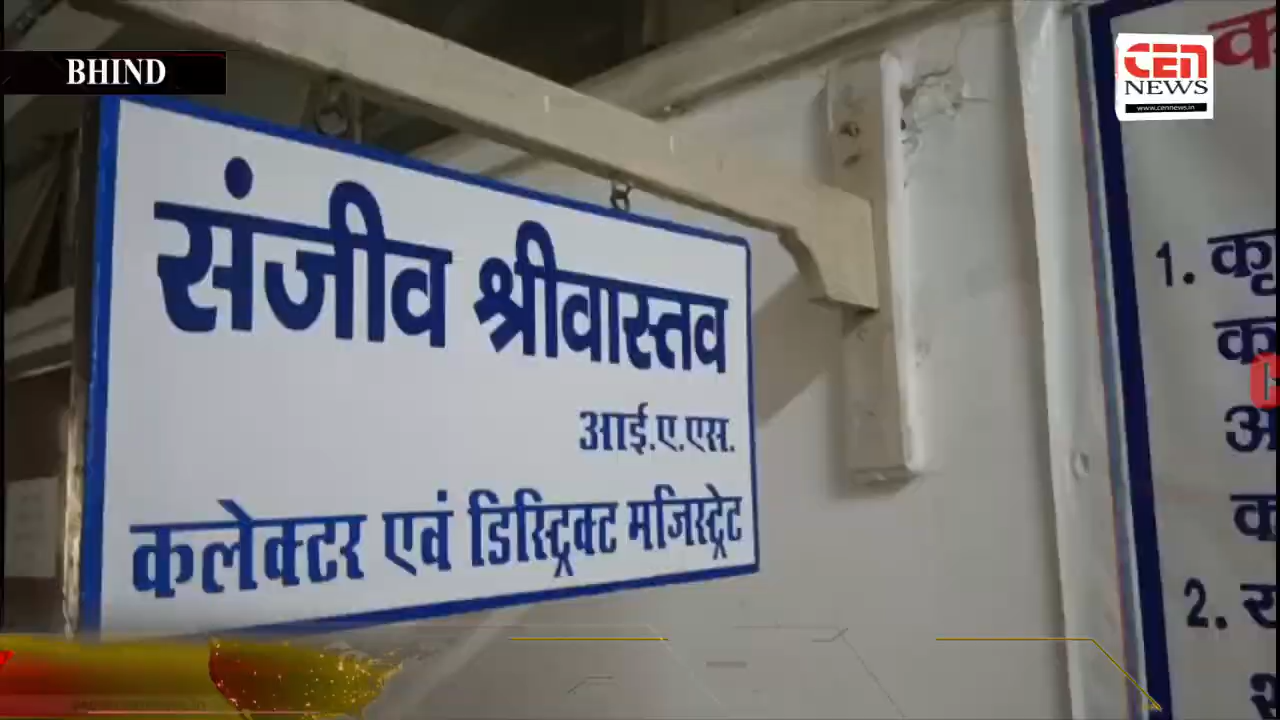 BHIND
CEN
NEWS
www.cennews.in
संजीव श्रीवास्तव
आई.ए.एस.
कलेक्टर एवं डिस्ट्रिक्ट मजिस्ट्रेट
1.
2.